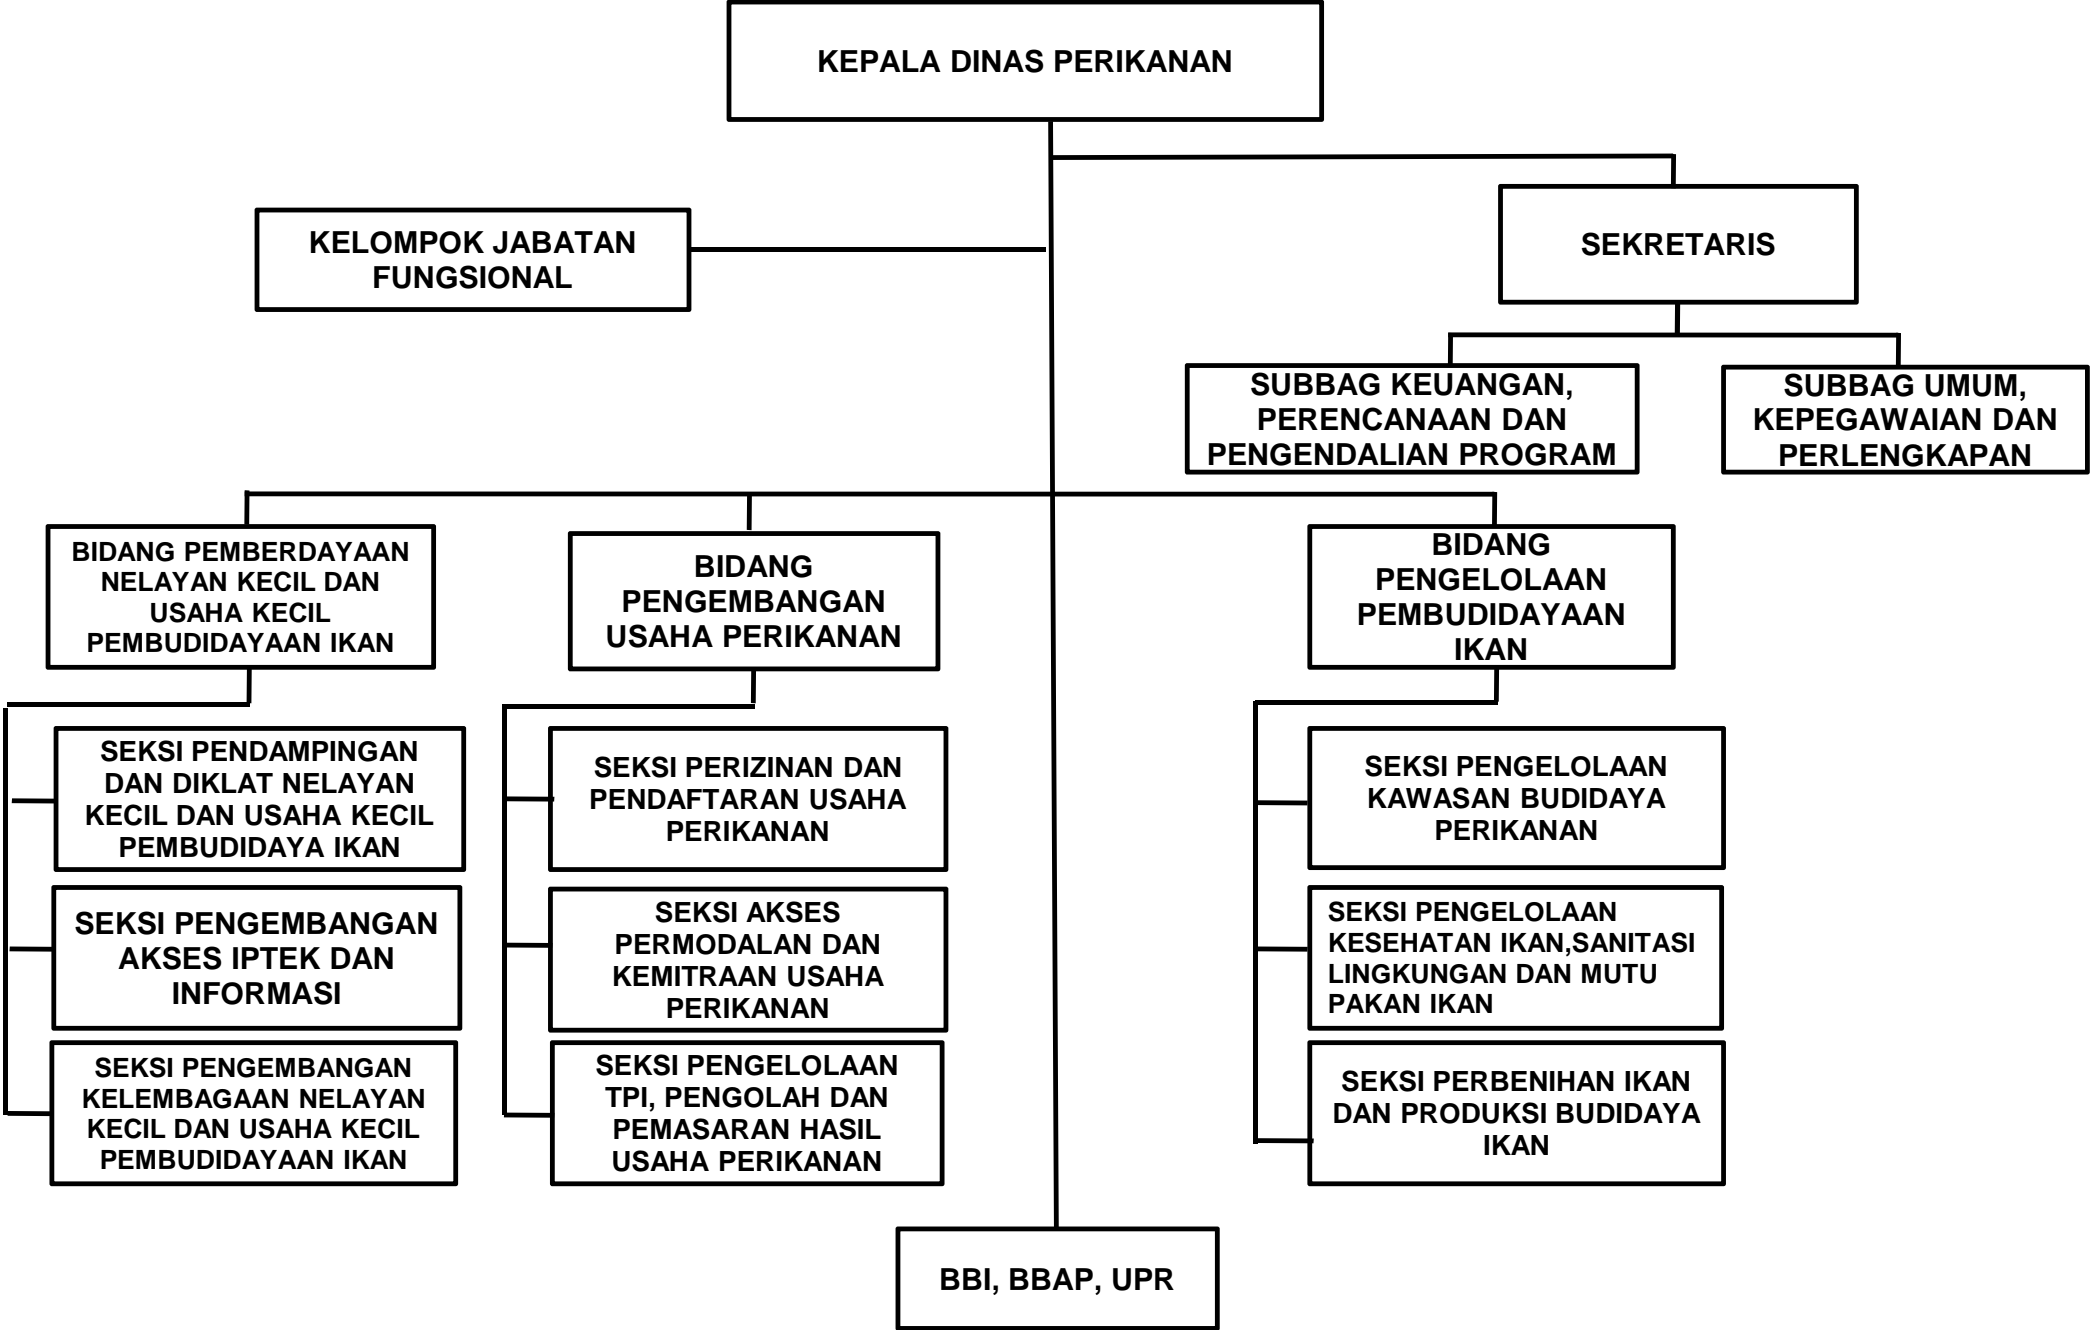 KEPALA DINAS PERIKANAN
KELOMPOK JABATAN
FUNGSIONAL
SEKRETARIS
SUBBAG KEUANGAN,
PERENCANAAN DAN
PENGENDALIAN PROGRAM
SUBBAG UMUM,
KEPEGAWAIAN DAN
PERLENGKAPAN
BIDANG PEMBERDAYAAN
NELAYAN KECIL DAN
USAHA KECIL
PEMBUDIDAYAAN IKAN
BIDANG
PENGEMBANGAN
USAHA PERIKANAN
BIDANG
PENGELOLAAN
PEMBUDIDAYAAN
IKAN
SEKSI PENDAMPINGAN
DAN DIKLAT NELAYAN
KECIL DAN USAHA KECIL
PEMBUDIDAYA IKAN
SEKSI PENGEMBANGAN
AKSES IPTEK DAN
INFORMASI
SEKSI PENGEMBANGAN
KELEMBAGAAN NELAYAN
KECIL DAN USAHA KECIL
PEMBUDIDAYAAN IKAN
SEKSI PERIZINAN DAN
PENDAFTARAN USAHA
PERIKANAN
SEKSI AKSES
PERMODALAN DAN
KEMITRAAN USAHA
PERIKANAN
SEKSI PENGELOLAAN
TPI, PENGOLAH DAN
PEMASARAN HASIL
USAHA PERIKANAN
SEKSI PENGELOLAAN
KAWASAN BUDIDAYA
PERIKANAN
SEKSI PENGELOLAAN
KESEHATAN IKAN,SANITASI
LINGKUNGAN DAN MUTU
PAKAN IKAN
SEKSI PERBENIHAN IKAN
DAN PRODUKSI BUDIDAYA
IKAN
BBI, BBAP, UPR